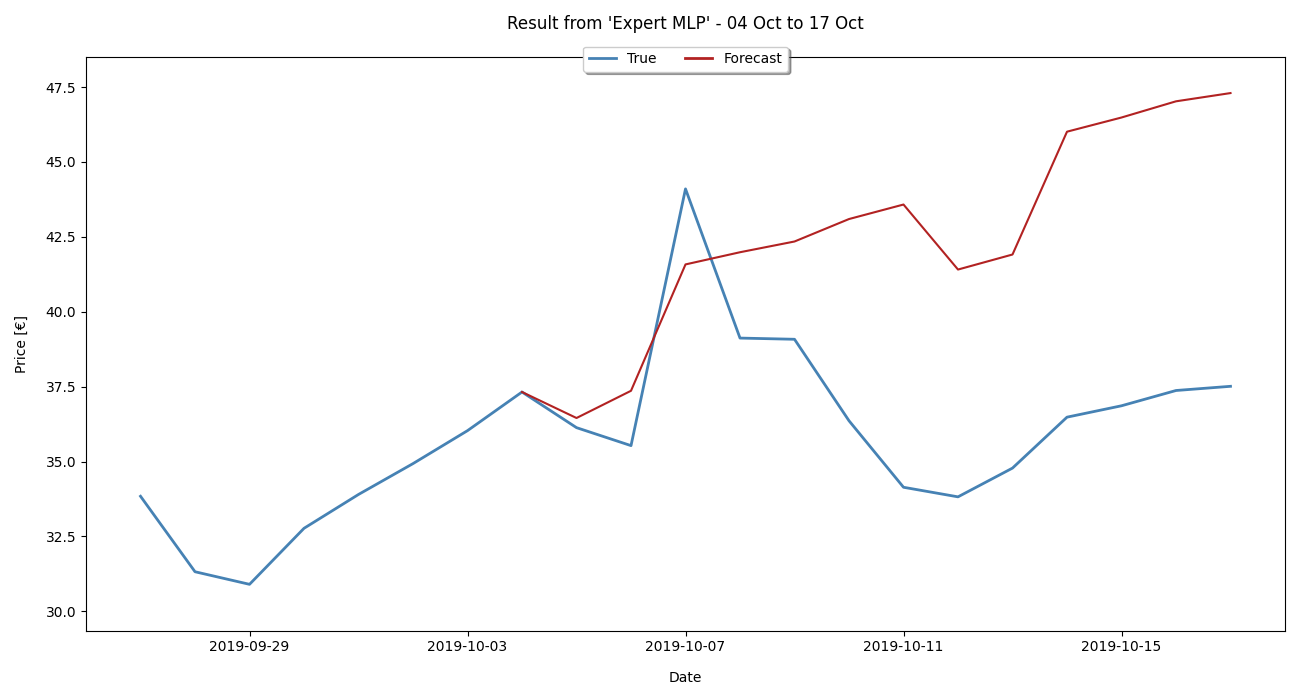 Result from 'Expert MLP' - 04 Oct to 17 Oct
True Forecast
47.5
45.0
42.5
40.0
37.5
35.0
32.5
30.0
Price [€]
2019-09-29 2019-10-03 2019-10-07 2019-10-11 2019-10-15
Date